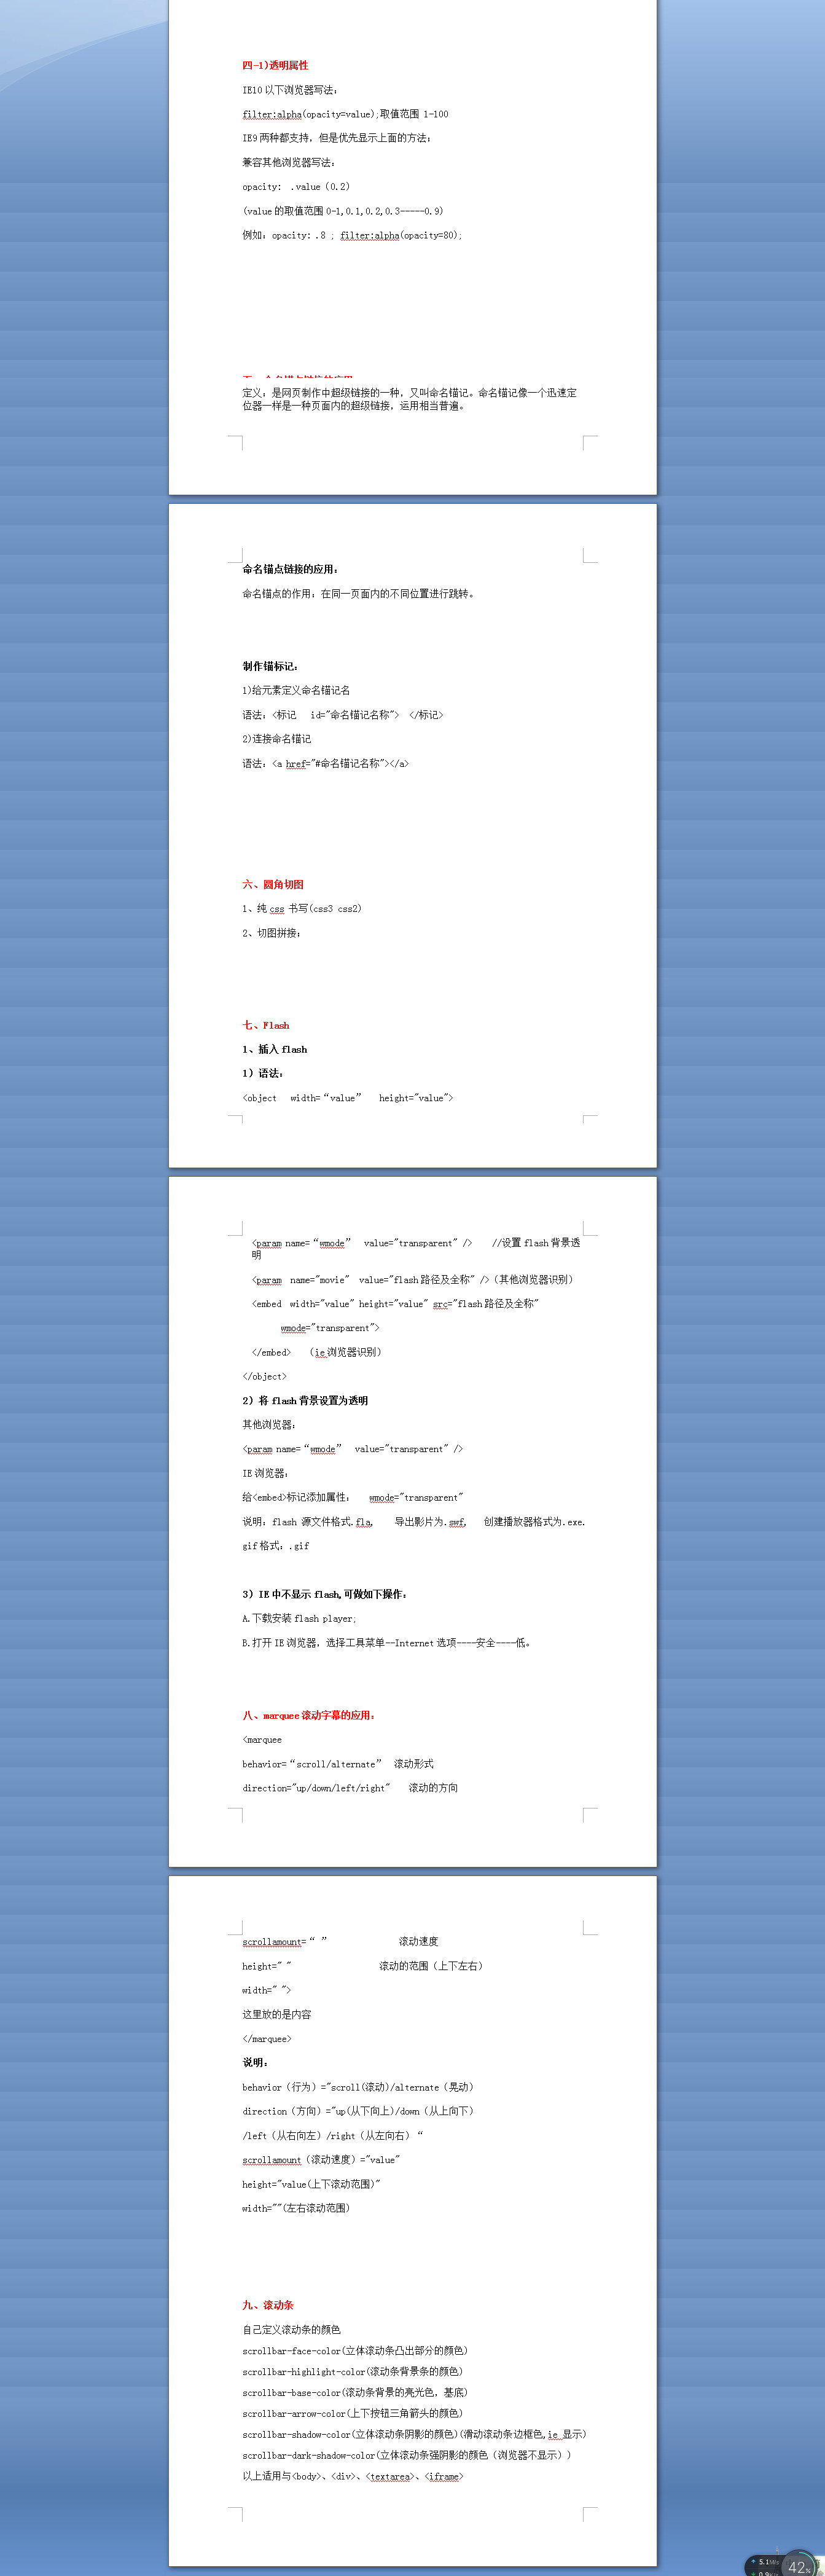 四-1)透明属性
IE10 以下浏览器写法：
filter:alpha(opacity=value);取值范围 1-100
IE9 两种都支持，但是优先显示上面的方法；
兼容其他浏览器写法：
opacity: .value（0.2）
(value 的取值范围 0-1,0.1,0.2,0.3-----0.9)
例如：opacity: .8 ; filter:alpha(opacity=80);
定义：是网页制作中超级链接的一种，又叫命名锚记。命名锚记像一个迅速定
位器一样是一种页面内的超级链接，运用相当普遍。
命名锚点链接的应用：
命名锚点的作用：在同一页面内的不同位置进行跳转。
制作锚标记：
1)给元素定义命名锚记名
语法：<标记 id="命名锚记名称"> </标记>
2)连接命名锚记
语法：<a href="#命名锚记名称"></a>
六、圆角切图
1、纯 css 书写(css3 css2)
2、切图拼接；
七、Flash
1、插入 flash
1）语法：
<object width=“value” height="value">
<param name=“wmode” value="transparent" /> //设置 flash 背景透
明
<param name="movie" value="flash 路径及全称" />（其他浏览器识别）
<embed width="value" height="value" src="flash 路径及全称"
wmode="transparent">
</embed> （ie 浏览器识别）
</object>
2）将 flash 背景设置为透明
其他浏览器：
<param name=“wmode” value="transparent" />
IE 浏览器：
给<embed>标记添加属性： wmode="transparent"
说明：flash 源文件格式.fla, 导出影片为.swf, 创建播放器格式为.exe.
gif 格式：.gif
3）IE 中不显示 flash,可做如下操作：
A.下载安装 flash player;
B.打开 IE 浏览器，选择工具菜单--Internet 选项----安全----低。
八、marquee 滚动字幕的应用：
<marquee
behavior=“scroll/alternate” 滚动形式
direction="up/down/left/right" 滚动的方向
scrollamount=“ ” 滚动速度
height=" " 滚动的范围（上下左右）
width=" ">
这里放的是内容
</marquee>
说明：
behavior（行为）="scroll(滚动)/alternate（晃动）
direction（方向）="up(从下向上)/down（从上向下）
/left（从右向左）/right（从左向右）“
scrollamount（滚动速度）="value"
height="value(上下滚动范围)"
width=""(左右滚动范围)
九、滚动条
自己定义滚动条的颜色
scrollbar-face-color(立体滚动条凸出部分的颜色)
scrollbar-highlight-color(滚动条背景条的颜色)
scrollbar-base-color(滚动条背景的亮光色，基底)
scrollbar-arrow-color(上下按钮三角箭头的颜色)
scrollbar-shadow-color(立体滚动条阴影的颜色)(滑动滚动条边框色,ie 显示)
scrollbar-dark-shadow-color(立体滚动条强阴影的颜色（浏览器不显示）)
以上适用与<body>、<div>、<textarea>、<iframe>
42%